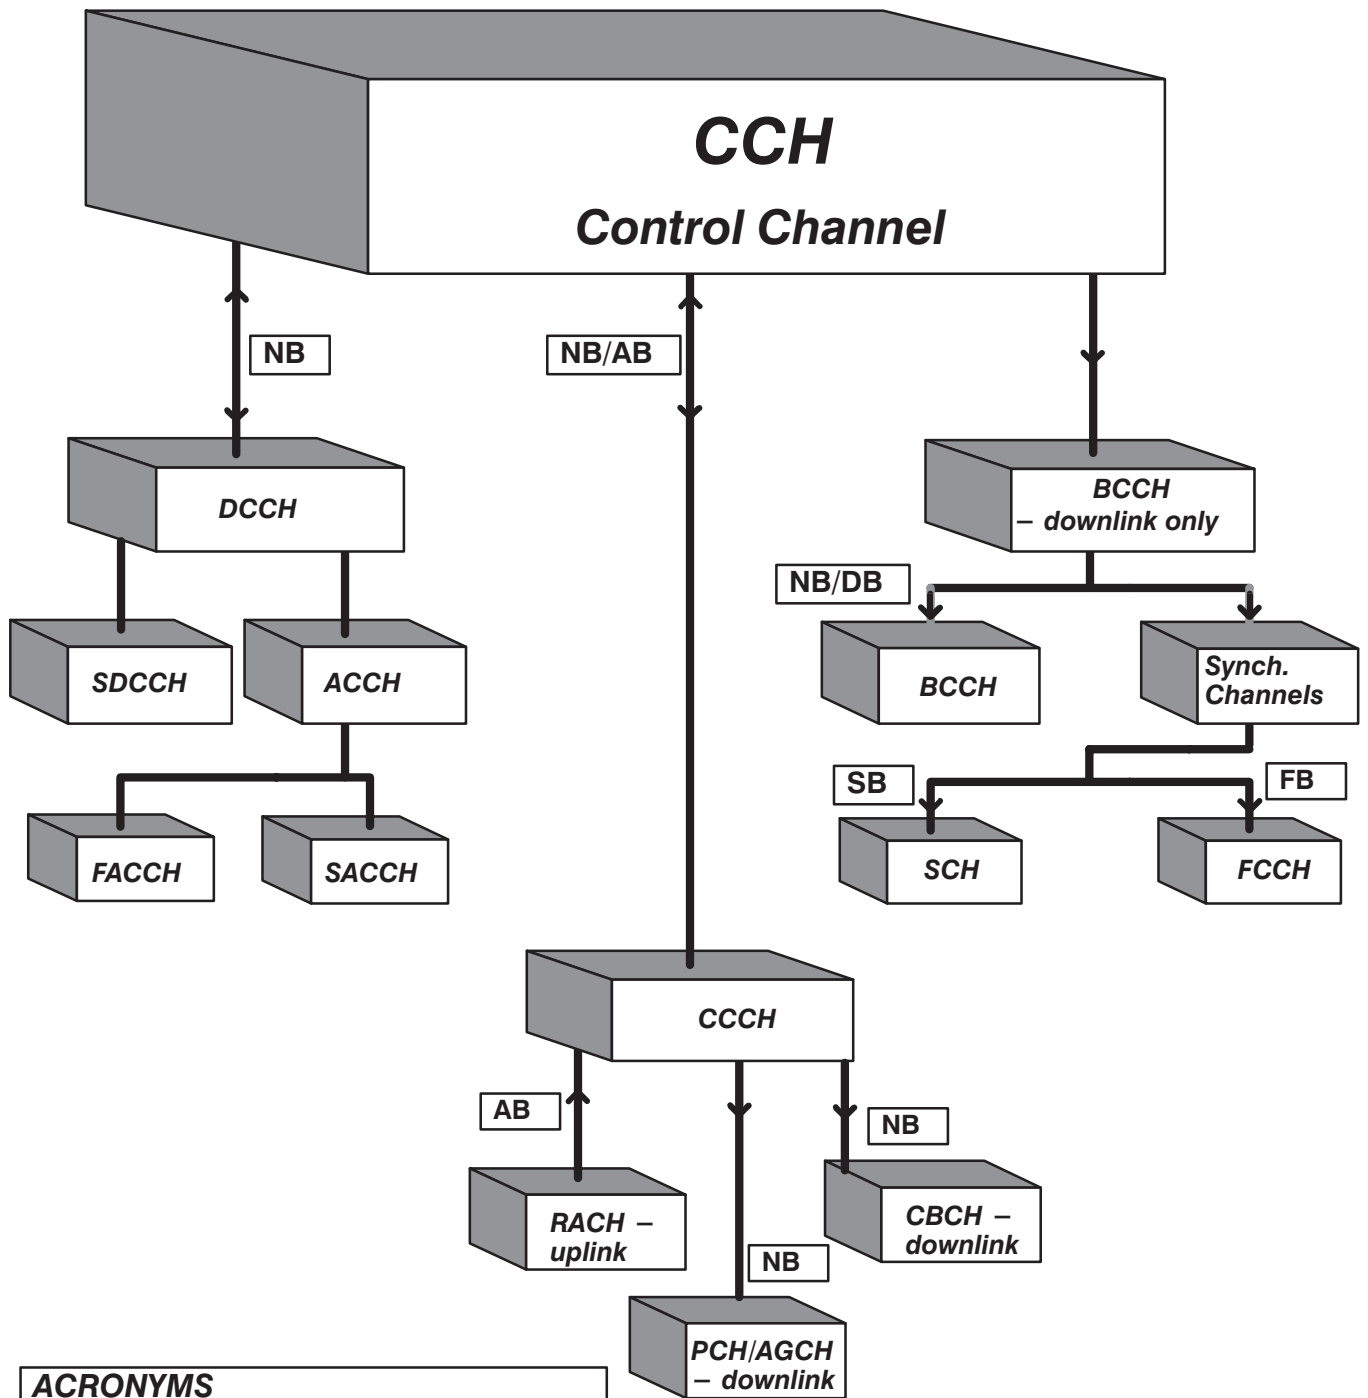 CCH
Control Channel
NB
NB/AB
DCCH
BCCH
– downlink only
NB/DB
SDCCH
ACCH
BCCH
Synch.
Channels
SB
FB
FACCH
SACCH
SCH
FCCH
CCCH
AB
NB
RACH –
uplink
CBCH –
downlink
NB
PCH/AGCH
– downlink
ACRONYMS